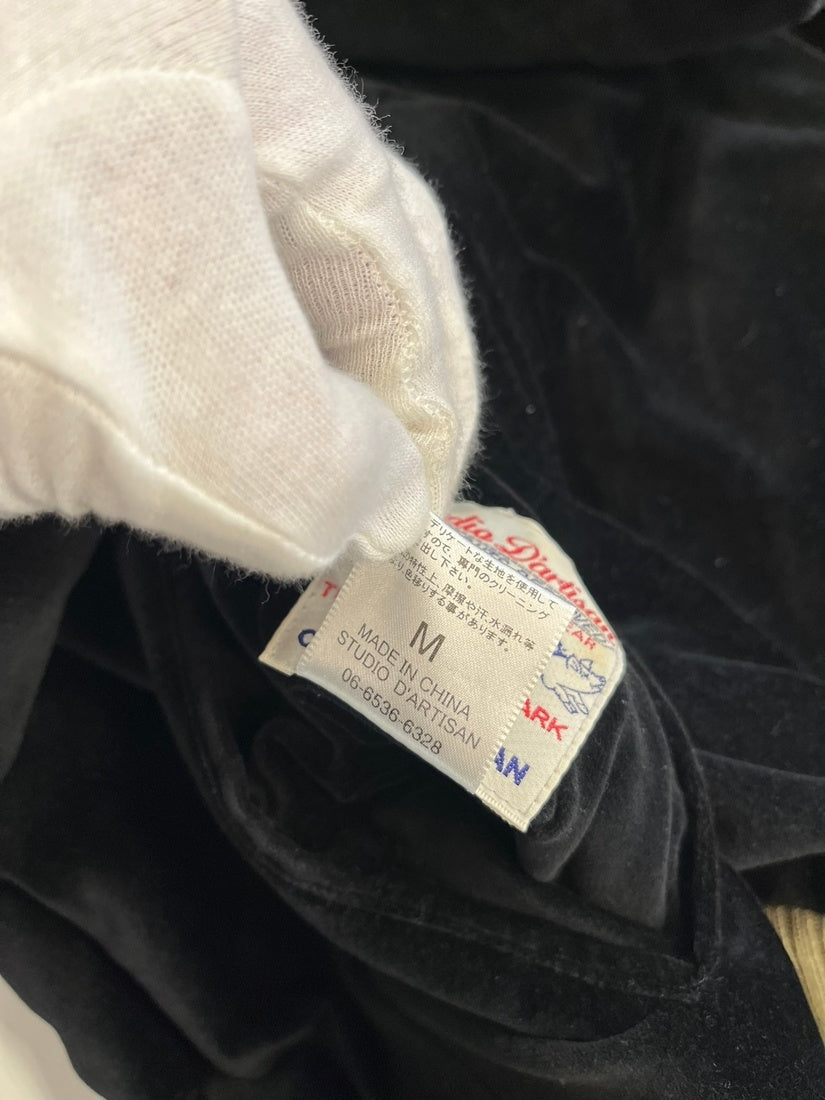 デリケートな生地を使用して
すので、専門のクリーニング
出し下さい。
の特性上、摩擦や汗、水漏れ等
より色移りする事があります。
M
MADE IN CHINA
STUDIO D'ARTISAN
06-6536-6328
dio D'artisan
EAR
ARK
AN